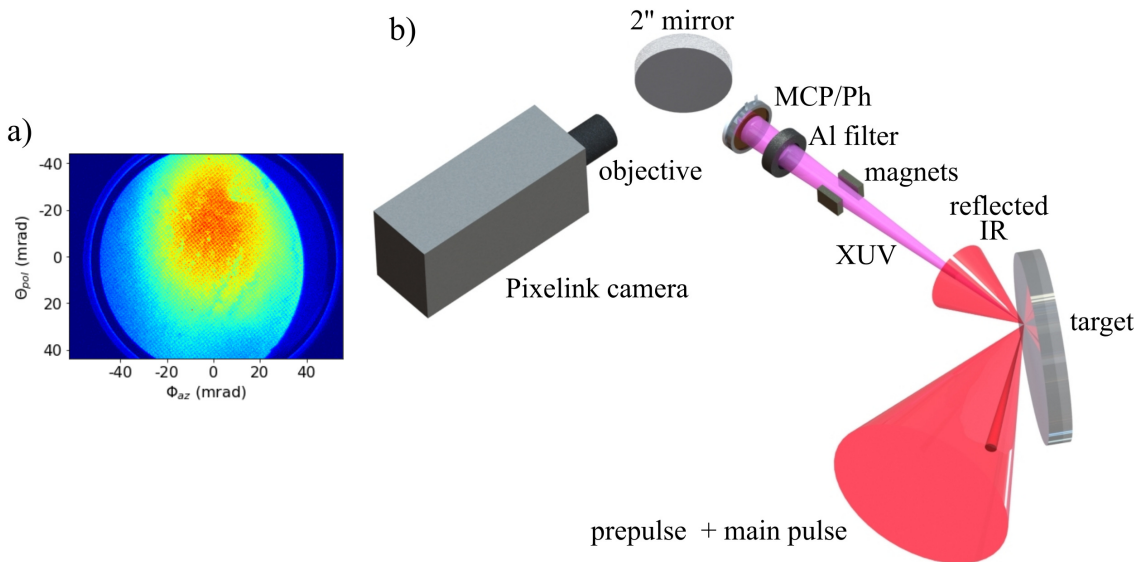 a)
-40
-20
0
20
40
Θpol (mrad)
-40 -20 0 20 40
Φaz (mrad)
b)
2" mirror
MCP/Ph
Al filter
objective
magnets
reflected
IR
XUV
Pixelink camera
target
prepulse + main pulse